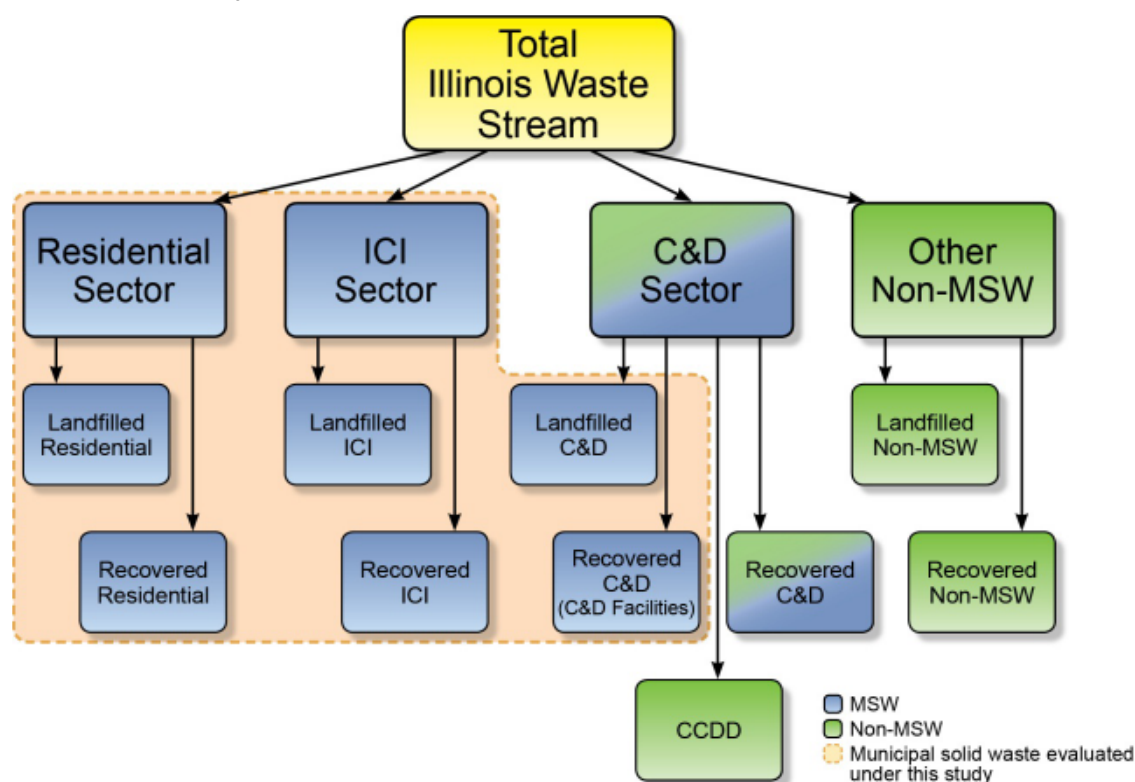 Total
Illinois Waste
Stream
Residential
Sector
ICI
Sector
C&D
Sector
Other
Non-MSW
Landfilled
Residential
Landfilled
ICI
Landfilled
C&D
Landfilled
Non-MSW
Recovered
Residential
Recovered
ICI
Recovered
C&D
(C&D Facilities)
Recovered
C&D
Recovered
Non-MSW
CCDD
MSW
Non-MSW
Municipal solid waste evaluated
under this study